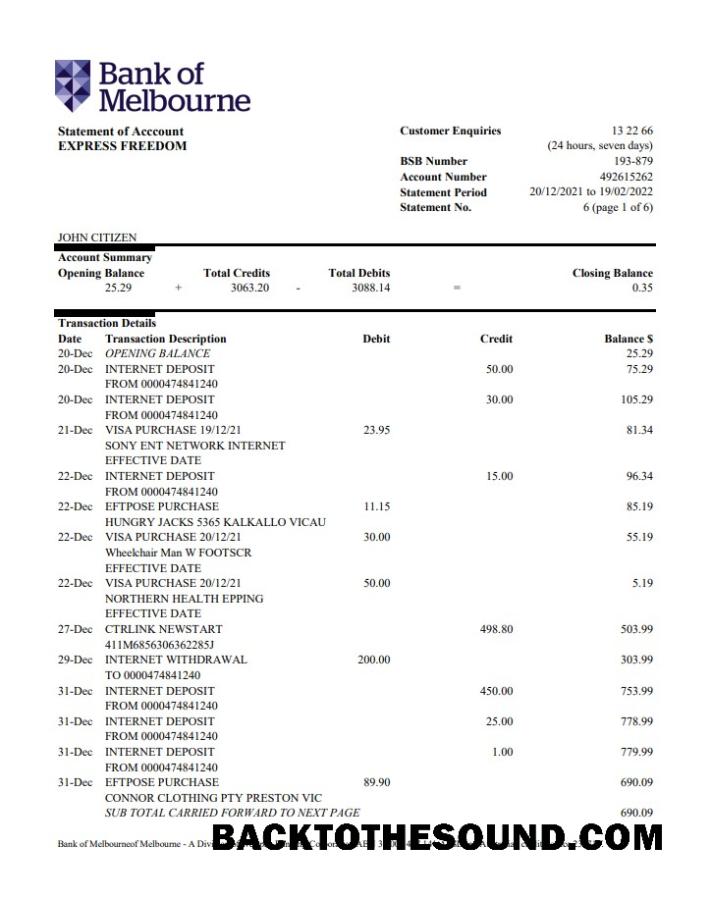 Bank of
Melbourne
Statement of Acccount
EXPRESS FREEDOM
Customer Enquiries 13 22 66
(24 hours, seven days)
BSB Number 193-879
Account Number 492615262
Statement Period 20/12/2021 to 19/02/2022
Statement No. 6 (page 1 of 6)
JOHN CITIZEN
Account Summary
Opening Balance Total Credits Total Debits Closing Balance
25.29 + 3063.20 - 3088.14 = 0.35
Transaction Details
Date Transaction Description Debit Credit Balance $
20-Dec OPENING BALANCE 25.29
20-Dec INTERNET DEPOSIT 50.00 75.29
FROM 0000474841240
20-Dec INTERNET DEPOSIT 30.00 105.29
FROM 0000474841240
21-Dec VISA PURCHASE 19/12/21 23.95 81.34
SONY ENT NETWORK INTERNET
EFFECTIVE DATE
22-Dec INTERNET DEPOSIT 15.00 96.34
FROM 0000474841240
22-Dec EFTPOSE PURCHASE 11.15 85.19
HUNGRY JACKS 5365 KALKALLO VICAU
22-Dec VISA PURCHASE 20/12/21 30.00 55.19
Wheelchair Man W FOOTSCR
EFFECTIVE DATE
22-Dec VISA PURCHASE 20/12/21 50.00 5.19
NORTHERN HEALTH EPPING
EFFECTIVE DATE
27-Dec CTRLINK NEWSTART 498.80 503.99
411M6856306362285J
29-Dec INTERNET WITHDRAWAL 200.00 303.99
TO 0000474841240
31-Dec INTERNET DEPOSIT 450.00 753.99
FROM 0000474841240
31-Dec INTERNET DEPOSIT 25.00 778.99
FROM 0000474841240
31-Dec INTERNET DEPOSIT 1.00 779.99
FROM 0000474841240
31-Dec EFTPOSE PURCHASE 89.90 690.09
CONNOR CLOTHING PTY PRESTON VIC
SUB TOTAL CARRIED FORWARD TO NEXT PAGE 690.09
BACKTOTHESOUND.COM
Bank of Melbourneof Melbourne - A